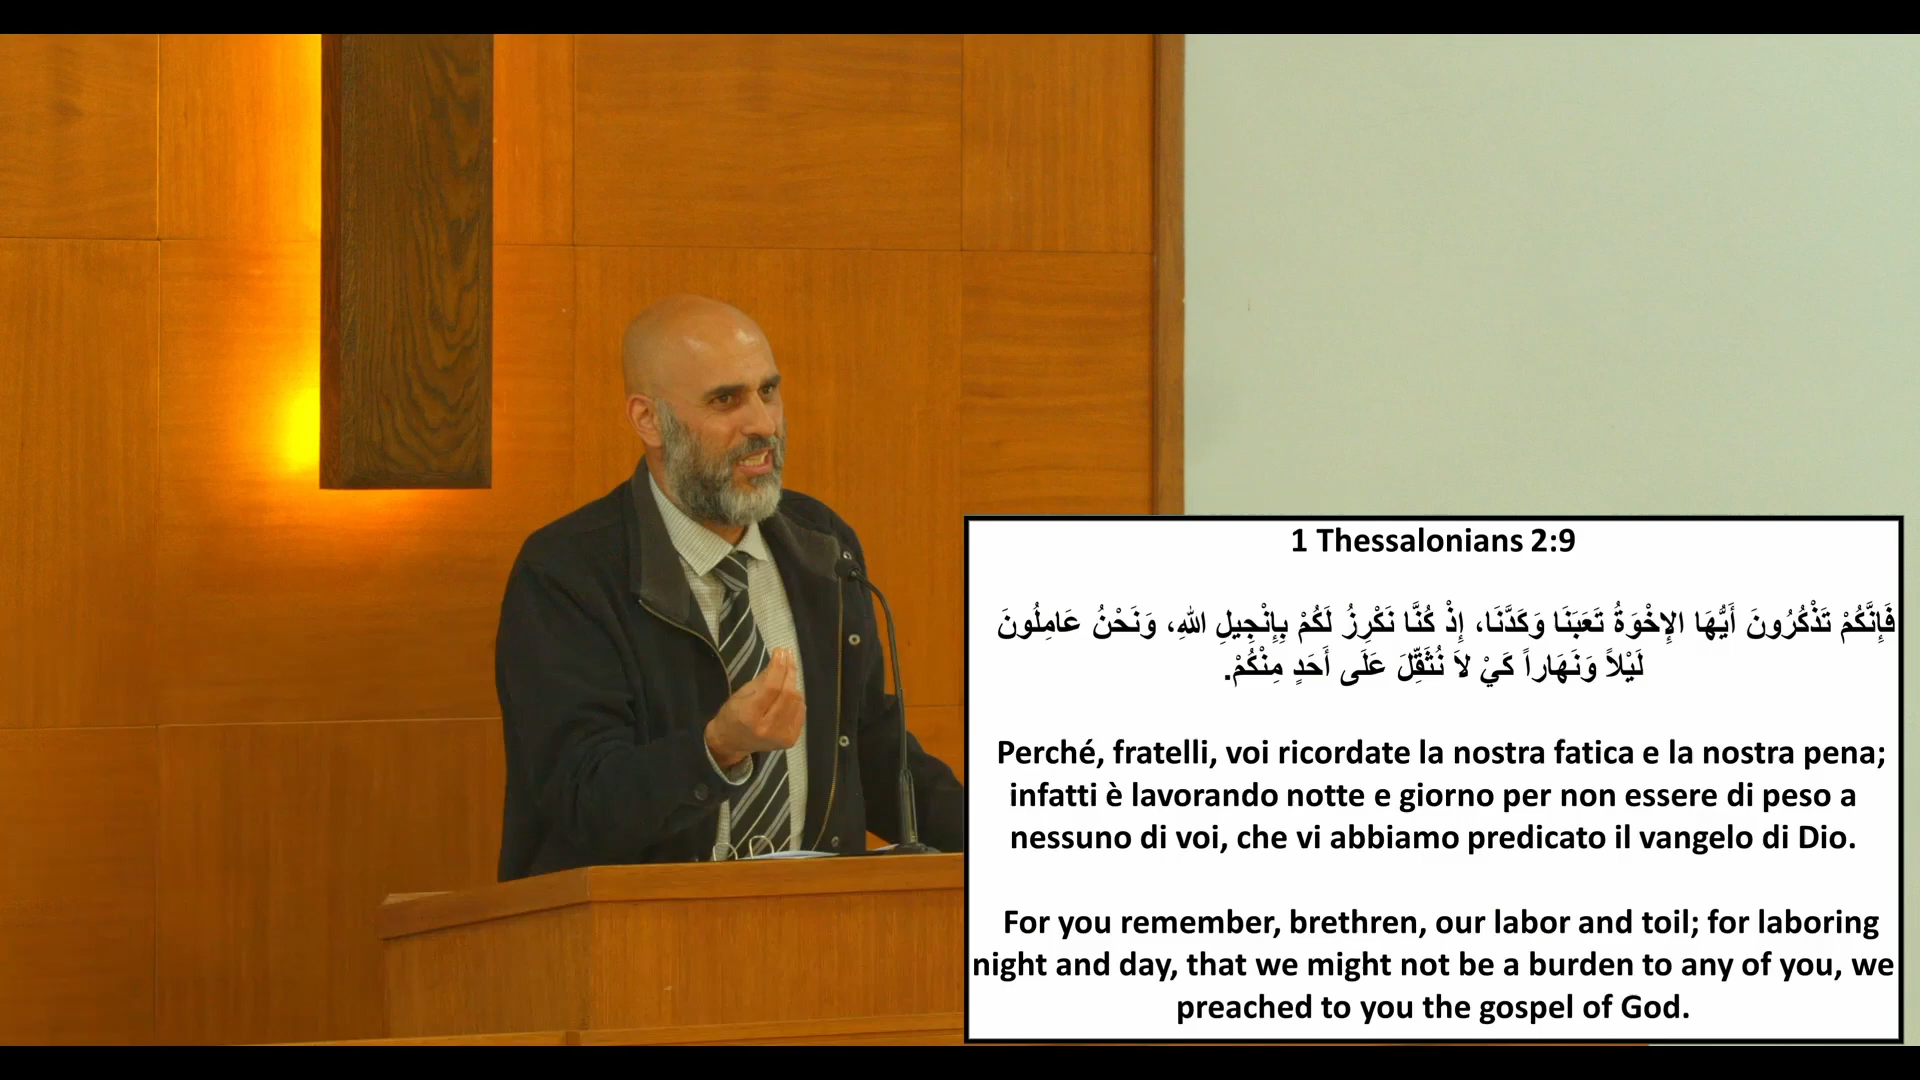 1 Thessalonians 2:9
فَإِنَّكُمْ تَذْكُرُونَ أَيُّهَا الإِخْوَةُ تَعَبَنَا وَكَدَّنَا، إِذْ كُنَّا نَكْرِزُ لَكُمْ بِإِنْجِيلِ اللهِ، وَنَحْنُ عَامِلُونَ
لَيْلاً وَنَهَاراً كَيْ لاَ نُثَقِّلَ عَلَى أَحَدٍ مِنْكُمْ.
Perché, fratelli, voi ricordate la nostra fatica e la nostra pena;
infatti è lavorando notte e giorno per non essere di peso a
nessuno di voi, che vi abbiamo predicato il vangelo di Dio.
For you remember, brethren, our labor and toil; for laboring
night and day, that we might not be a burden to any of you, we
preached to you the gospel of God.